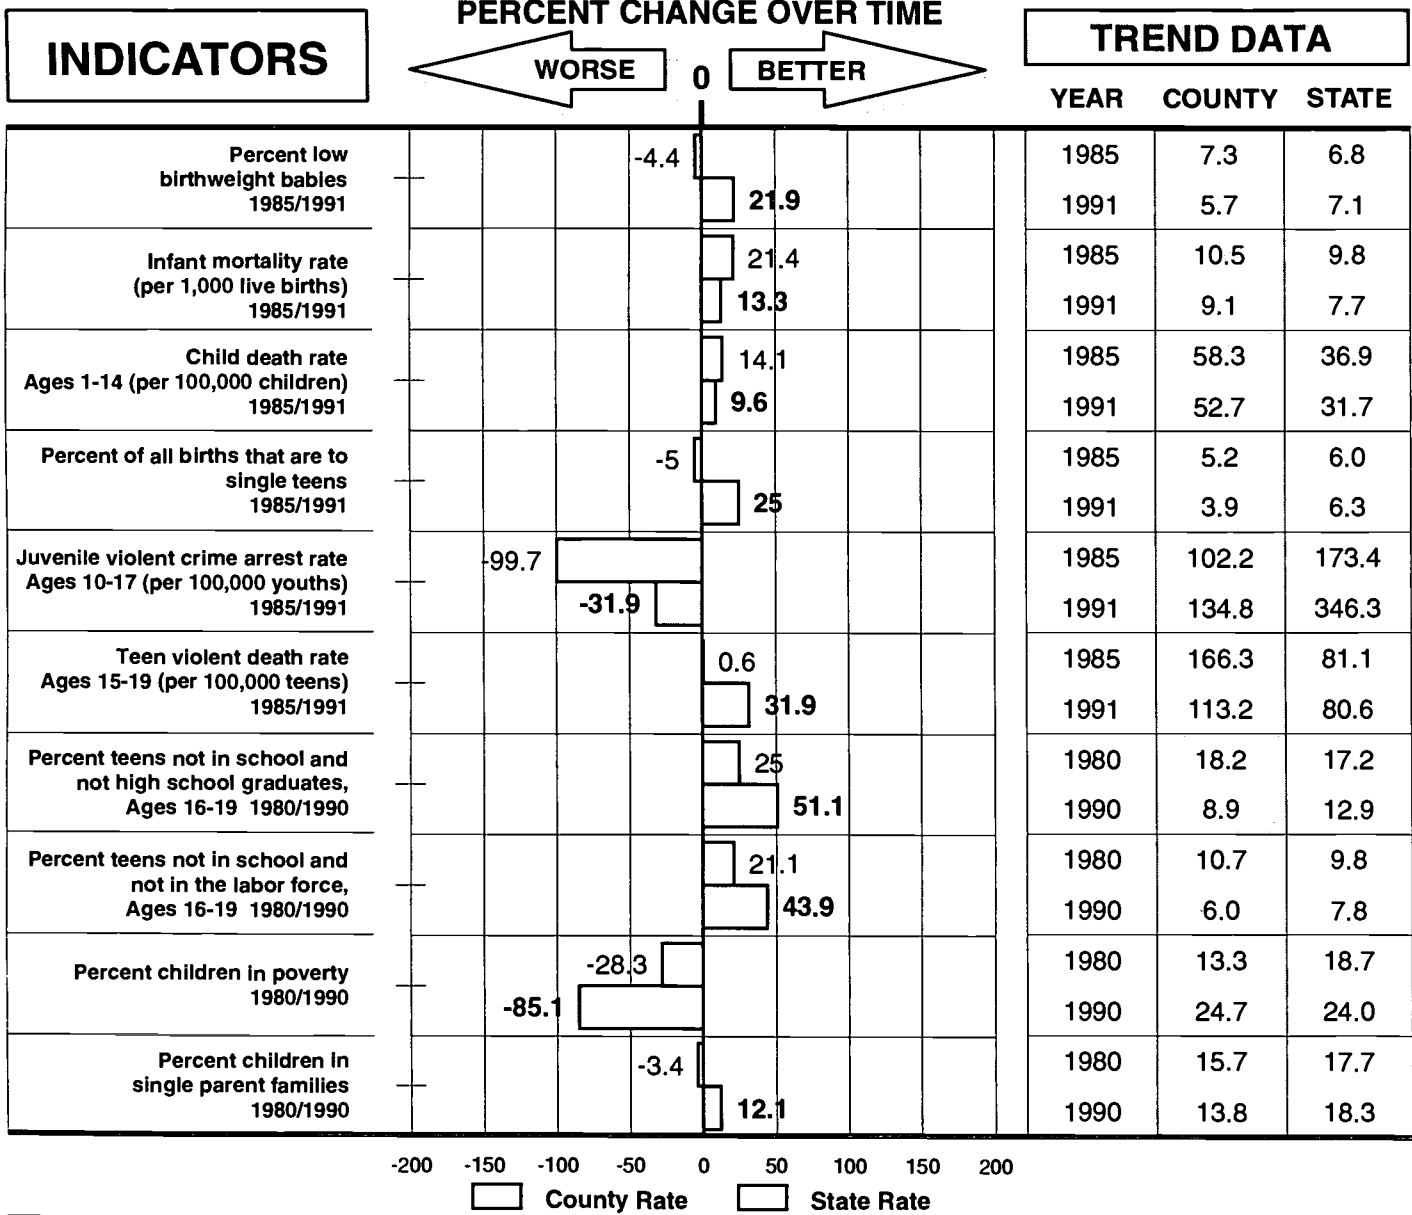 PERCENT CHANGE OVER TIME
INDICATORS
WORSE 0 BETTER
TREND DATA
YEAR COUNTY STATE
Percent low
birthweight babies
1985/1991
-4.4
21.9
1985 7.3 6.8
1991 5.7 7.1
Infant mortality rate
(per 1,000 live births)
1985/1991
21.4
13.3
1985 10.5 9.8
1991 9.1 7.7
Child death rate
Ages 1-14 (per 100,000 children)
1985/1991
14.1
9.6
1985 58.3 36.9
1991 52.7 31.7
Percent of all births that are to
single teens
1985/1991
-5
25
1985 5.2 6.0
1991 3.9 6.3
Juvenile violent crime arrest rate
Ages 10-17 (per 100,000 youths)
1985/1991
-99.7
-31.9
1985 102.2 173.4
1991 134.8 346.3
Teen violent death rate
Ages 15-19 (per 100,000 teens)
1985/1991
0.6
31.9
1985 166.3 81.1
1991 113.2 80.6
Percent teens not in school and
not high school graduates,
Ages 16-19 1980/1990
25
51.1
1980 18.2 17.2
1990 8.9 12.9
Percent teens not in school and
not in the labor force,
Ages 16-19 1980/1990
21.1
43.9
1980 10.7 9.8
1990 6.0 7.8
Percent children in poverty
1980/1990
-28.3
-85.1
1980 13.3 18.7
1990 24.7 24.0
Percent children in
single parent families
1980/1990
-3.4
12.1
1980 15.7 17.7
1990 13.8 18.3
-200 -150 -100 -50 0 50 100 150 200
County Rate State Rate